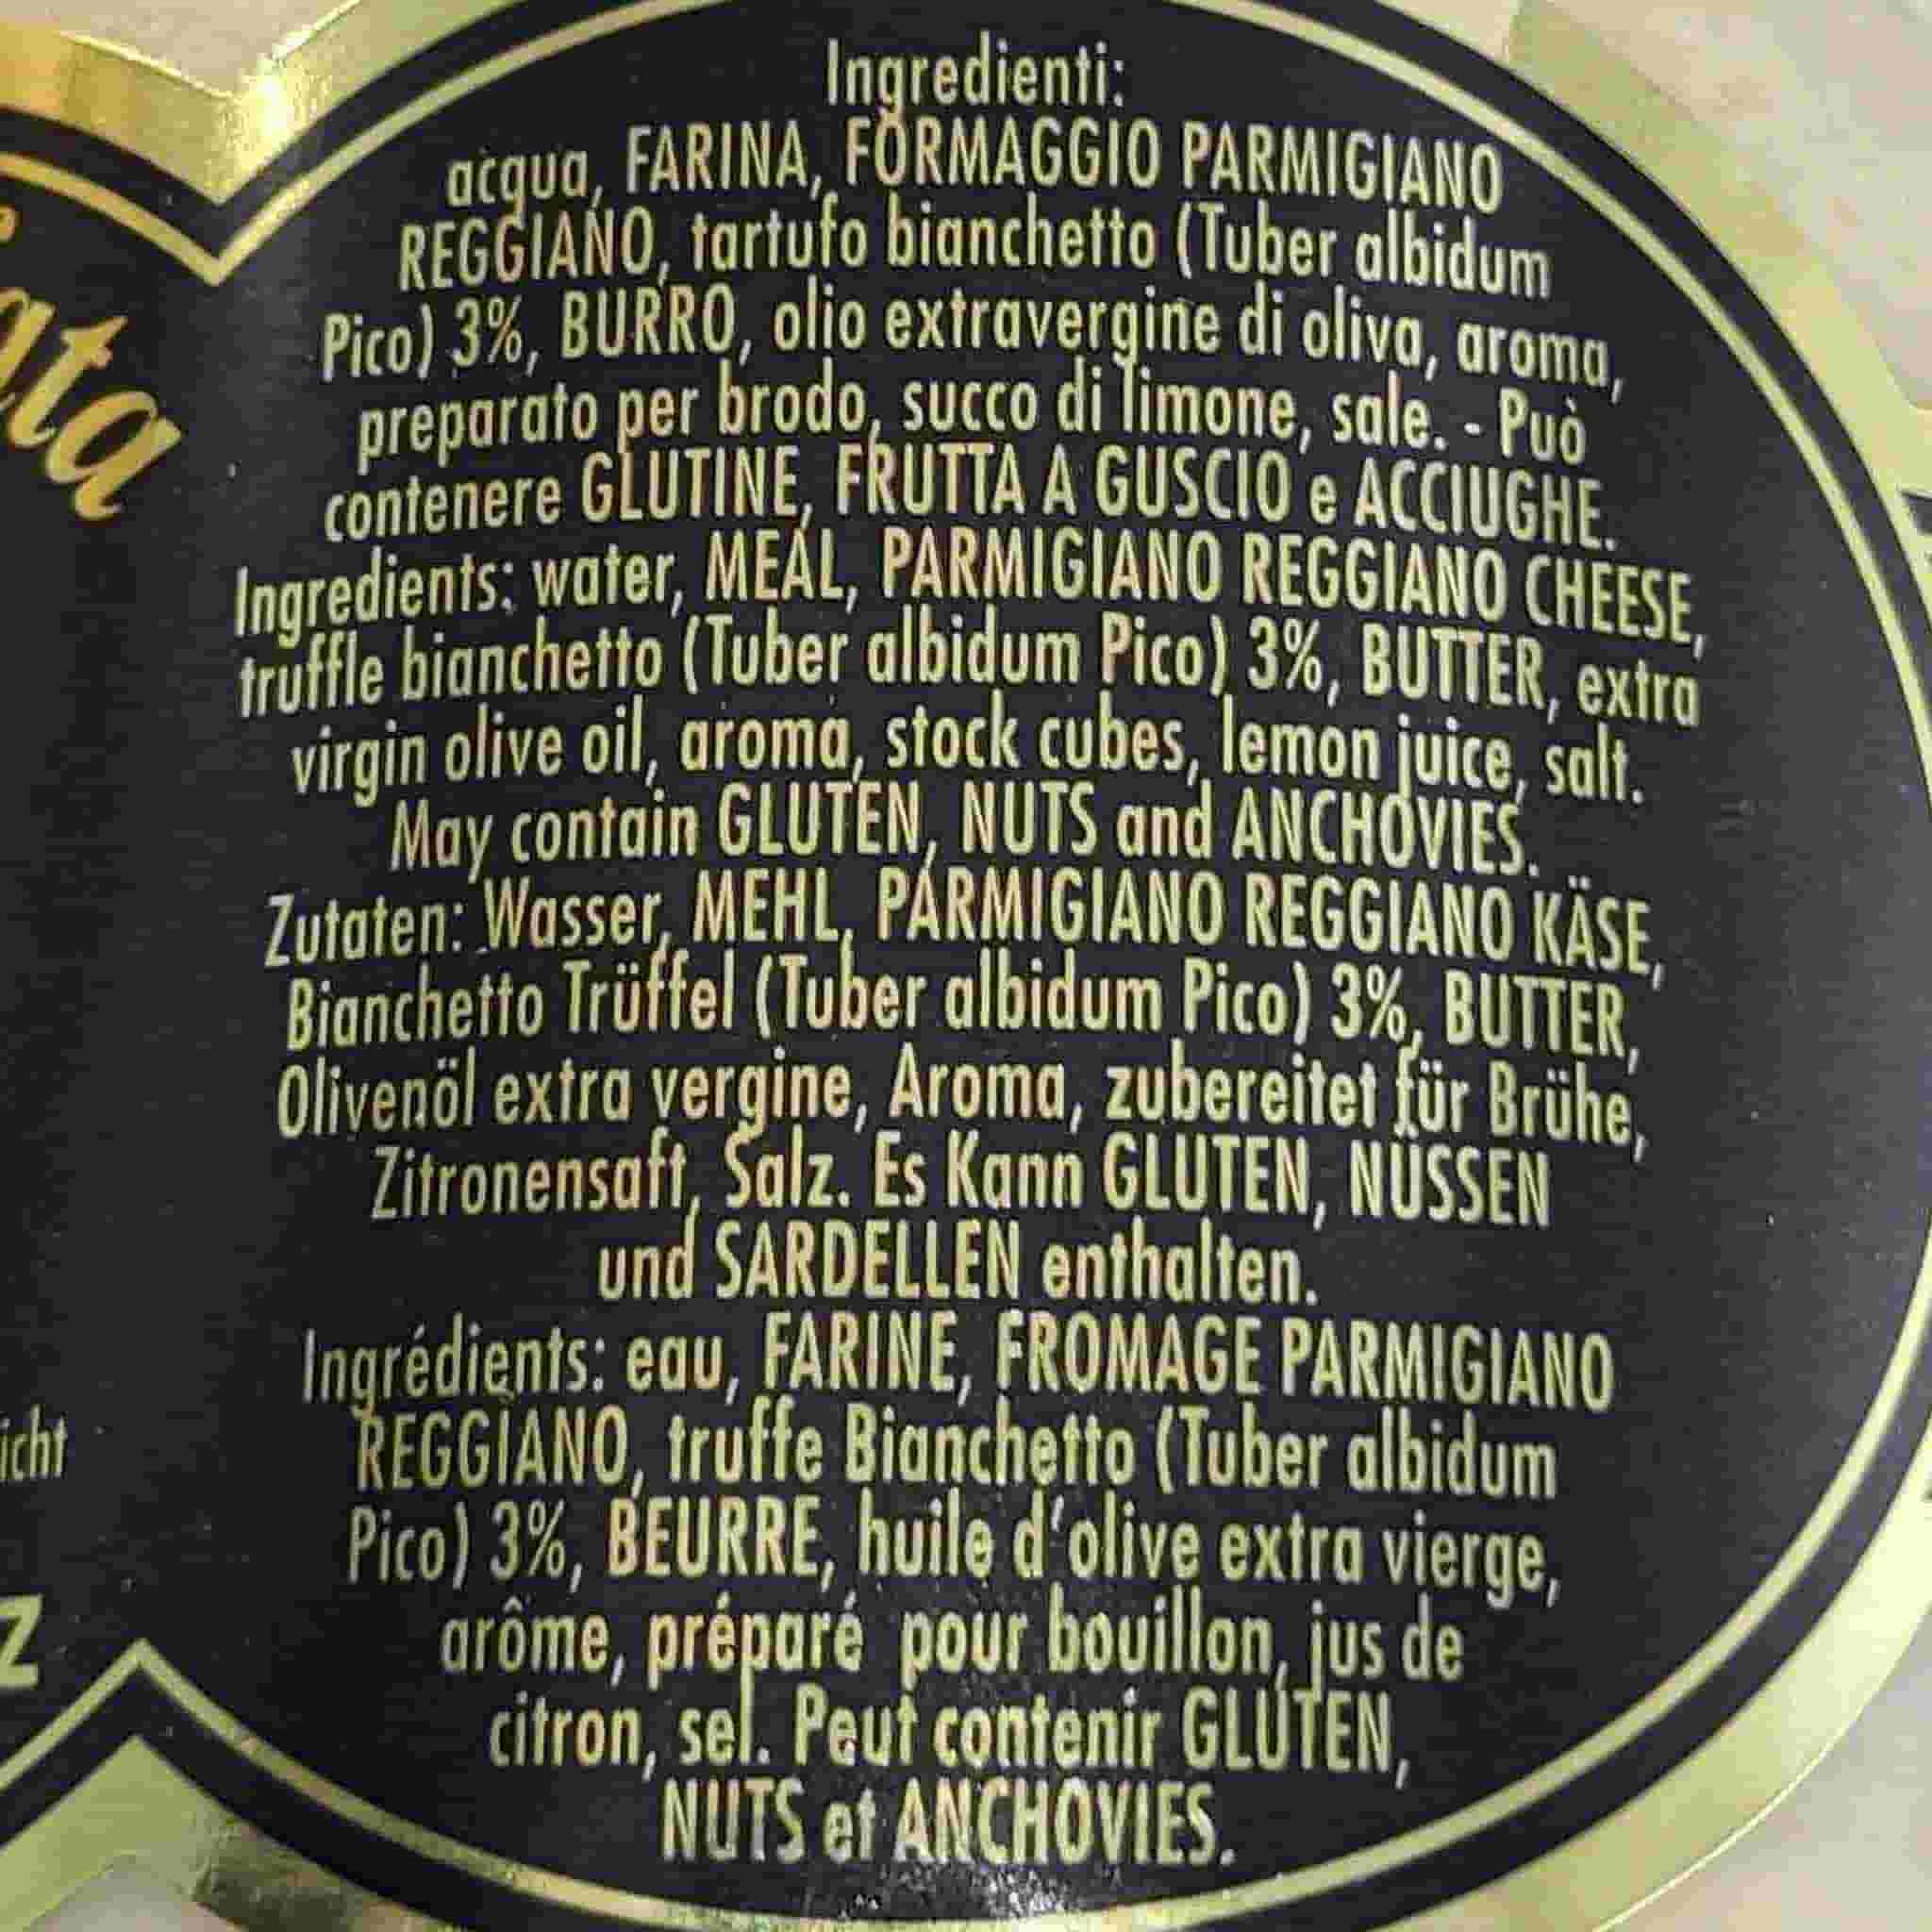 Ingredienti:
acqua, FARINA, FORMAGGIO PARMIGIANO
REGGIANO, tartufo bianchetto (Tuber albidum
Pico) 3%, BURRO, olio extravergine di oliva, aroma,
preparato per brodo, succo di limone, sale. - Può
contenere GLUTINE, FRUTTA A GUSCIO e ACCIUGHE.
Ingredients: water, MEAL, PARMIGIANO REGGIANO CHEESE,
truffle bianchetto (Tuber albidum Pico) 3%, BUTTER, extra
virgin olive oil, aroma, stock cubes, lemon juice, salt.
May contain GLUTEN, NUTS and ANCHOVIES.
Zutaten: Wasser, MEHL, PARMIGIANO REGGIANO KÄSE,
Bianchetto Trüffel (Tuber albidum Pico) 3%, BUTTER,
Olivenöl extra vergine, Aroma, zubereitet für Brühe,
Zitronensaft, Salz. Es Kann GLUTEN, NÜSSEN
und SARDELLEN enthalten.
Ingrédients: eau, FARINE, FROMAGE PARMIGIANO
REGGIANO, truffe Bianchetto (Tuber albidum
Pico) 3%, BEURRE, huile d'olive extra vierge,
arôme, préparé pour bouillon, jus de
citron, sel. Peut contenir GLUTEN,
NUTS et ANCHOVIES.